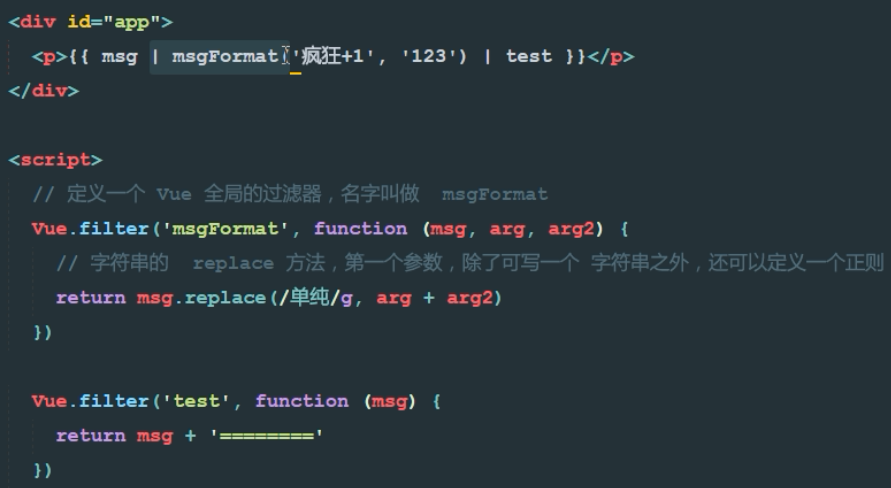 <div id="app">
<p>{{ msg | msgFormat('疯狂+1', '123') | test }}</p>
</div>
<script>
// 定义一个 Vue 全局的过滤器，名字叫做 msgFormat
Vue.filter('msgFormat', function (msg, arg, arg2) {
// 字符串的 replace 方法，第一个参数，除了可写一个 字符串之外，还可以定义一个正则
return msg.replace(/单纯/g, arg + arg2)
})
Vue.filter('test', function (msg) {
return msg + '========'
})